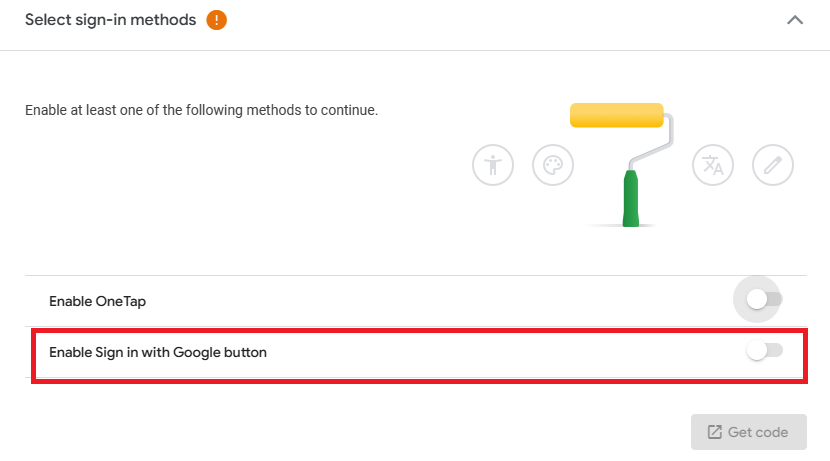 Select sign-in methods
Enable at least one of the following methods to continue.
Enable OneTap
Enable Sign in with Google button
Get code